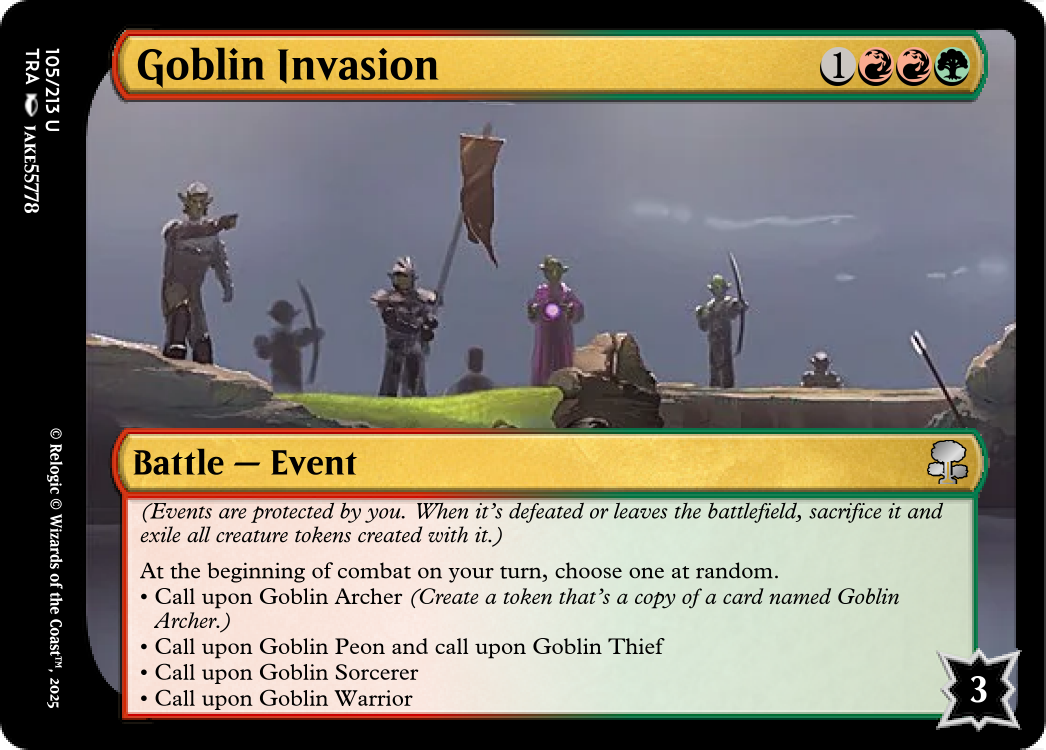 Goblin Invasion
1
Battle — Event
(Events are protected by you. When it's defeated or leaves the battlefield, sacrifice it and
exile all creature tokens created with it.)
At the beginning of combat on your turn, choose one at random.
• Call upon Goblin Archer (Create a token that's a copy of a card named Goblin
Archer.)
• Call upon Goblin Peon and call upon Goblin Thief
• Call upon Goblin Sorcerer
• Call upon Goblin Warrior
3
105/213 U
TRA JAKE55778
© Relogic © Wizards of the Coast™, 2025